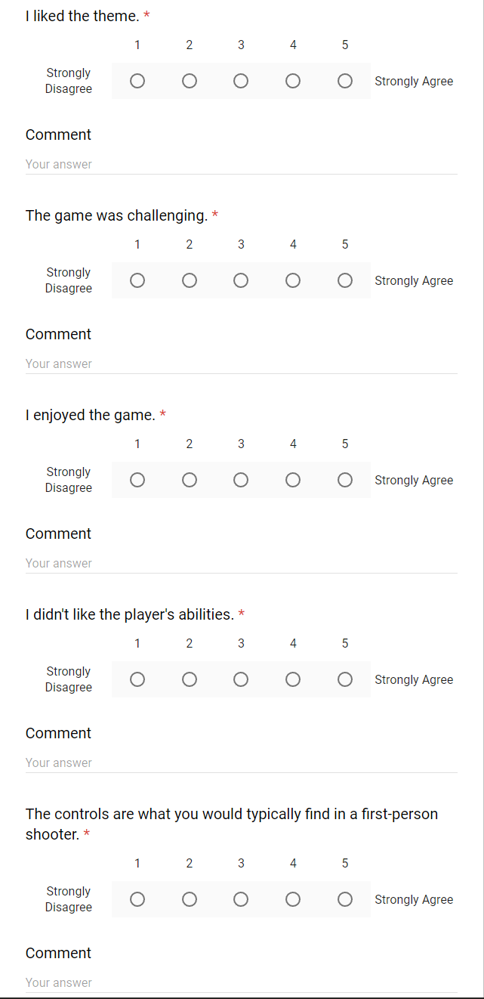 I liked the theme. *
1 2 3 4 5
Strongly
Disagree
Strongly Agree
Comment
Your answer
The game was challenging. *
1 2 3 4 5
Strongly
Disagree
Strongly Agree
Comment
Your answer
I enjoyed the game. *
1 2 3 4 5
Strongly
Disagree
Strongly Agree
Comment
Your answer
I didn't like the player's abilities. *
1 2 3 4 5
Strongly
Disagree
Strongly Agree
Comment
Your answer
The controls are what you would typically find in a first-person
shooter. *
1 2 3 4 5
Strongly
Disagree
Strongly Agree
Comment
Your answer